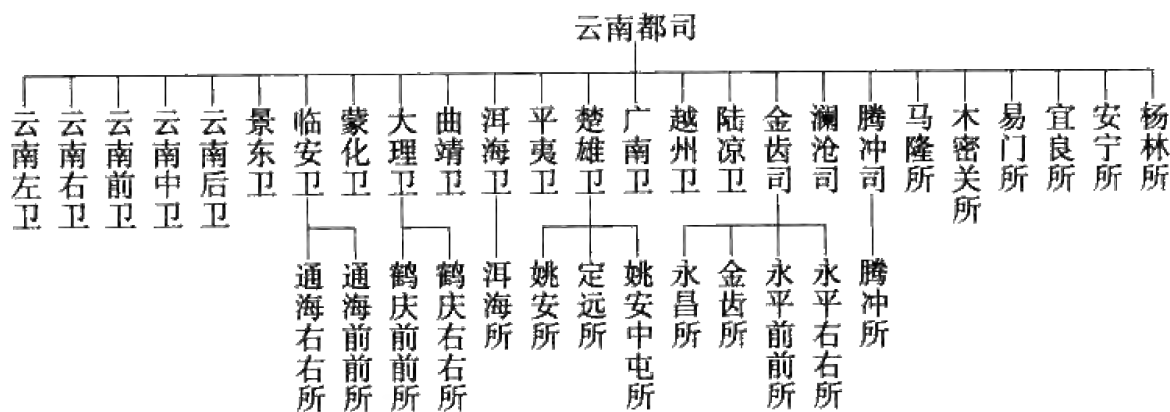 云南都司
云南左卫
云南右卫
云南前卫
云南中卫
云南后卫
景东卫
临安卫
蒙化卫
大理卫
曲靖卫
洱海卫
平夷卫
楚雄卫
广南卫
越州卫
陆凉卫
金齿司
澜沧司
腾冲司
马隆所
木密关所
易门所
宜良所
安宁所
杨林所
通海右右所
通海前前所
鹤庆前前所
鹤庆右右所
洱海所
姚安所
定远所
姚安中屯所
永昌所
金齿所
永平前前所
永平右右所
腾冲所